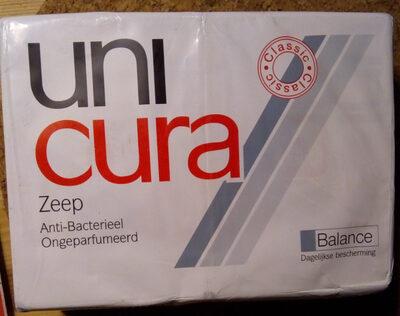 uni
cura
Classic • Classic •
Zeep
Anti-Bacterieel
Ongeparfumeerd
Balance
Dagelijkse bescherming